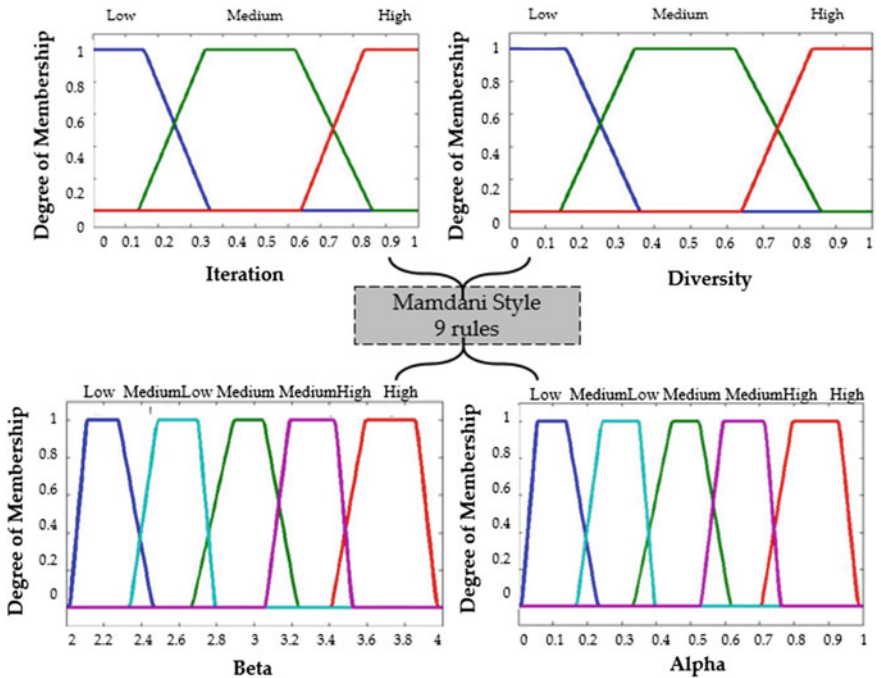 Low Medium High
Low Medium High
Degree of Membership
1
0.8
0.6
0.4
0.2
0
0 0.1 0.3 0.2 0.4 0.5 0.6 0.7 0.8 0.9 1
Iteration
Degree of Membership
1
0.8
0.6
0.4
0.2
0
0 0.1 0.2 0.3 0.4 0.5 0.6 0.7 0.8 0.9 1
Diversity
Mamdani Style
9 rules
Low MediumLow Medium MediumHigh High
Degree of Membership
1
0.8
0.6
0.4
0.2
0
2 2.2 2.4 2.6 2.8 3 3.2 3.4 3.6 3.8 4
Beta
Low MediumLow Medium MediumHigh High
Degree of Membership
1
0.8
0.6
0.4
0.2
0
0 0.1 0.2 0.3 0.4 0.5 0.6 0.7 0.8 0.9 1
Alpha